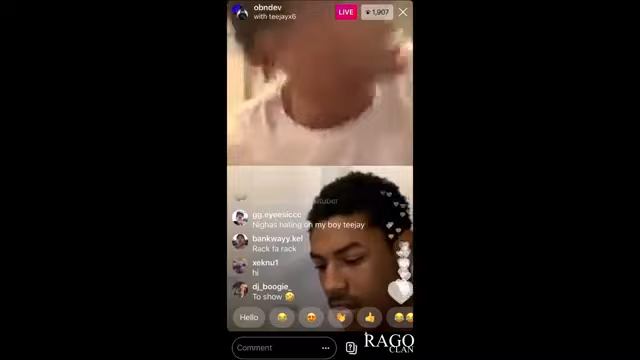 obndev
with teejayx6
LIVE
1,907
gg.eyeesiccc
Nighas hating on my boy teejay
bankwayy.kel
Rack fa rack
xeknu1
hi
dj_boogie_
To show 🤣
Hello
Comment
RAGO
CLAN